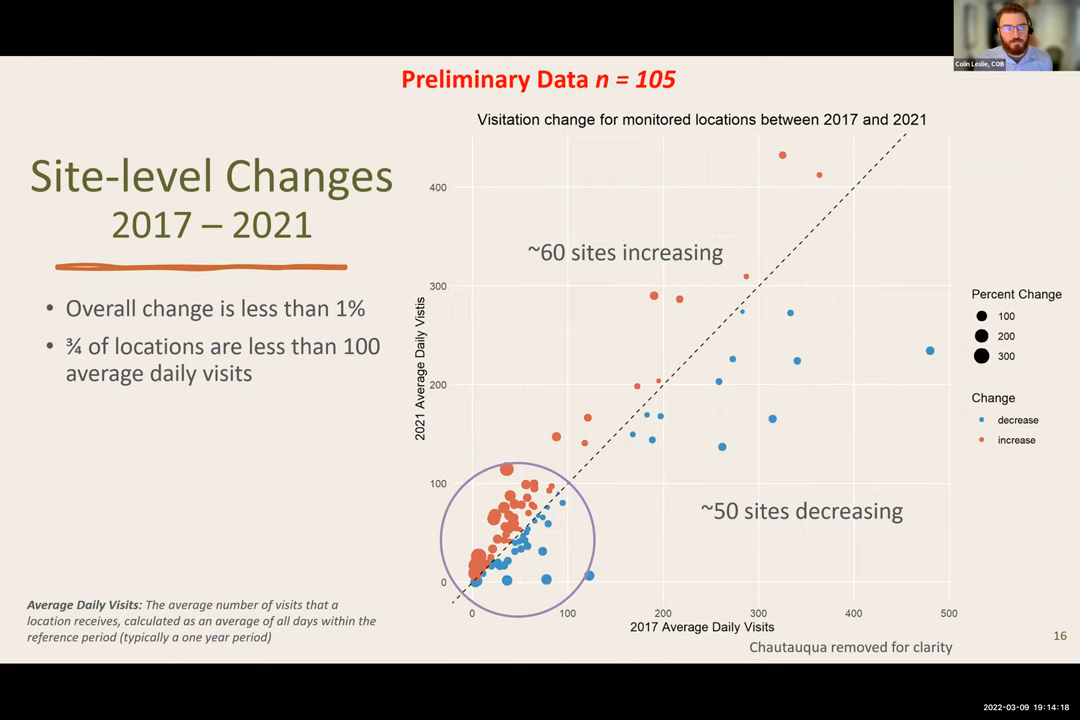 Colin Leslie, COB
Preliminary Data n = 105
Site-level Changes
2017 – 2021
• Overall change is less than 1%
• ¾ of locations are less than 100
average daily visits
Average Daily Visits: The average number of visits that a
location receives, calculated as an average of all days within the
reference period (typically a one year period)
Visitation change for monitored locations between 2017 and 2021
2021 Average Daily Vistis
400
300
200
100
0
~60 sites increasing
~50 sites decreasing
0 100 200 300 400 500
2017 Average Daily Visits
Chautauqua removed for clarity
Percent Change
100
200
300
Change
decrease
increase
16
2022-03-09 19:14:18